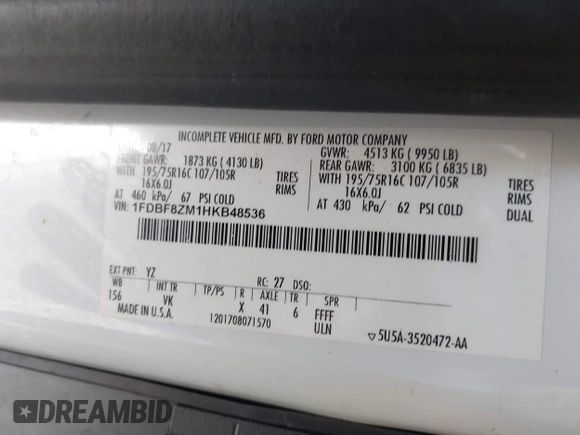 INCOMPLETE VEHICLE MFD. BY FORD MOTOR COMPANY
08/17
GVWR: 4513 KG ( 9950 LB)
FRONT GAWR: 1873 KG ( 4130 LB)
REAR GAWR: 3100 KG ( 6835 LB)
WITH 195/75R16C 107/105R TIRES
WITH 195/75R16C 107/105R TIRES
16X6.0J RIMS
16X6.0J RIMS
AT 460 kPa/ 67 PSI COLD
AT 430 kPa/ 62 PSI COLD DUAL
VIN: 1FDBF8ZM1HKB48536
EXT PNT: YZ RC: 27 DSO:
WB INT TR TP/PS R AXLE TR SPR
156 VK X 41 6 FFFF
MADE IN U.S.A. 1201708071570 ULN
5U5A-3520472-AA
DREAMBID